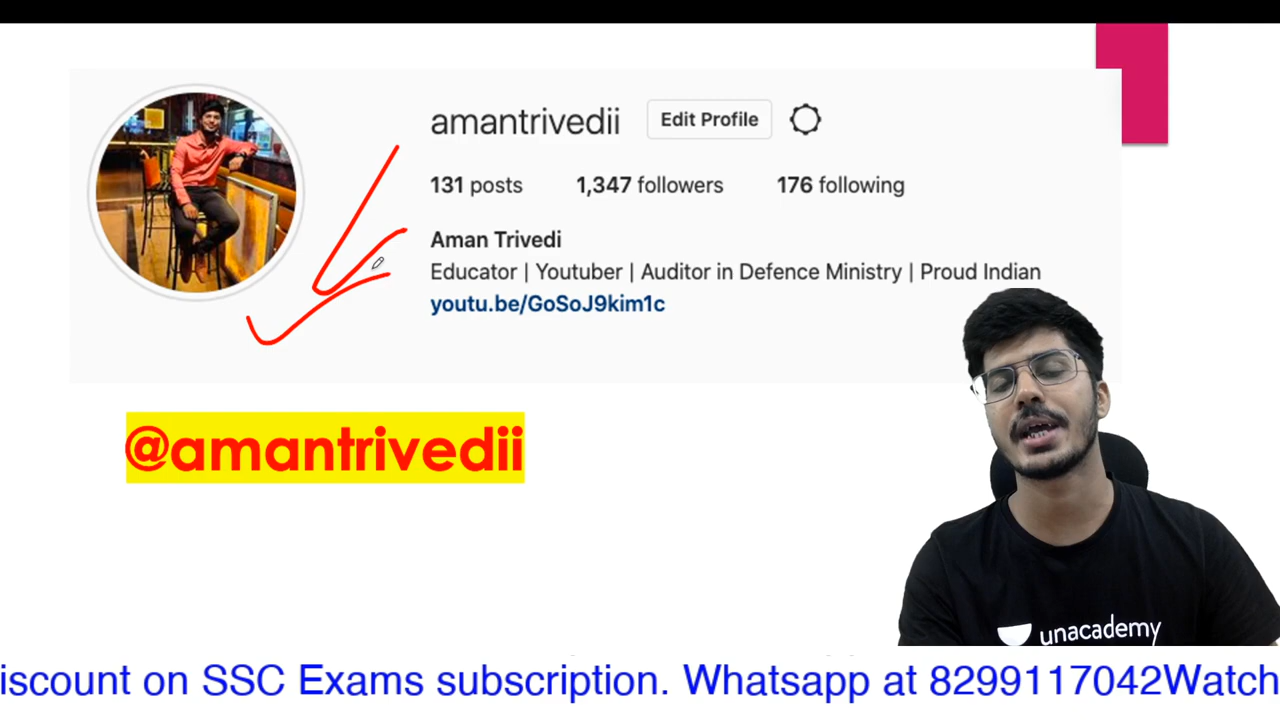 amantrivedii Edit Profile
131 posts 1,347 followers 176 following
Aman Trivedi
Educator | Youtuber | Auditor in Defence Ministry | Proud Indian
youtu.be/GoSoJ9kim1c
@amantrivedii
unacademy
iscount on SSC Exams subscription. Whatsapp at 8299117042Watch